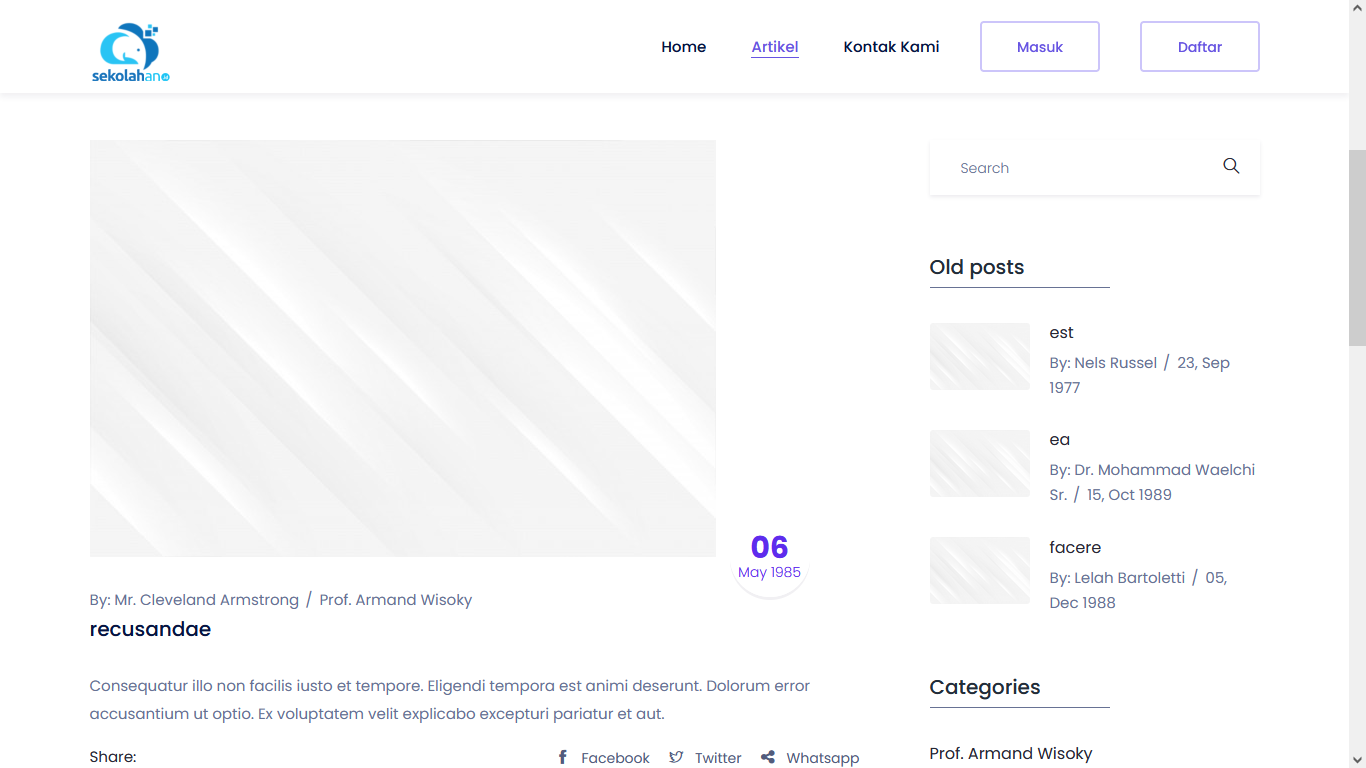 sekolahan
Home
Artikel
Kontak Kami
Masuk
Daftar
06
May 1985
By: Mr. Cleveland Armstrong / Prof. Armand Wisoky
recusandae
Consequatur illo non facilis iusto et tempore. Eligendi tempora est animi deserunt. Dolorum error
accusantium ut optio. Ex voluptatem velit explicabo excepturi pariatur et aut.
Share:
Facebook
Twitter
Whatsapp
Search
Old posts
est
By: Nels Russel / 23, Sep
1977
ea
By: Dr. Mohammad Waelchi
Sr. / 15, Oct 1989
facere
By: Lelah Bartoletti / 05,
Dec 1988
Categories
Prof. Armand Wisoky